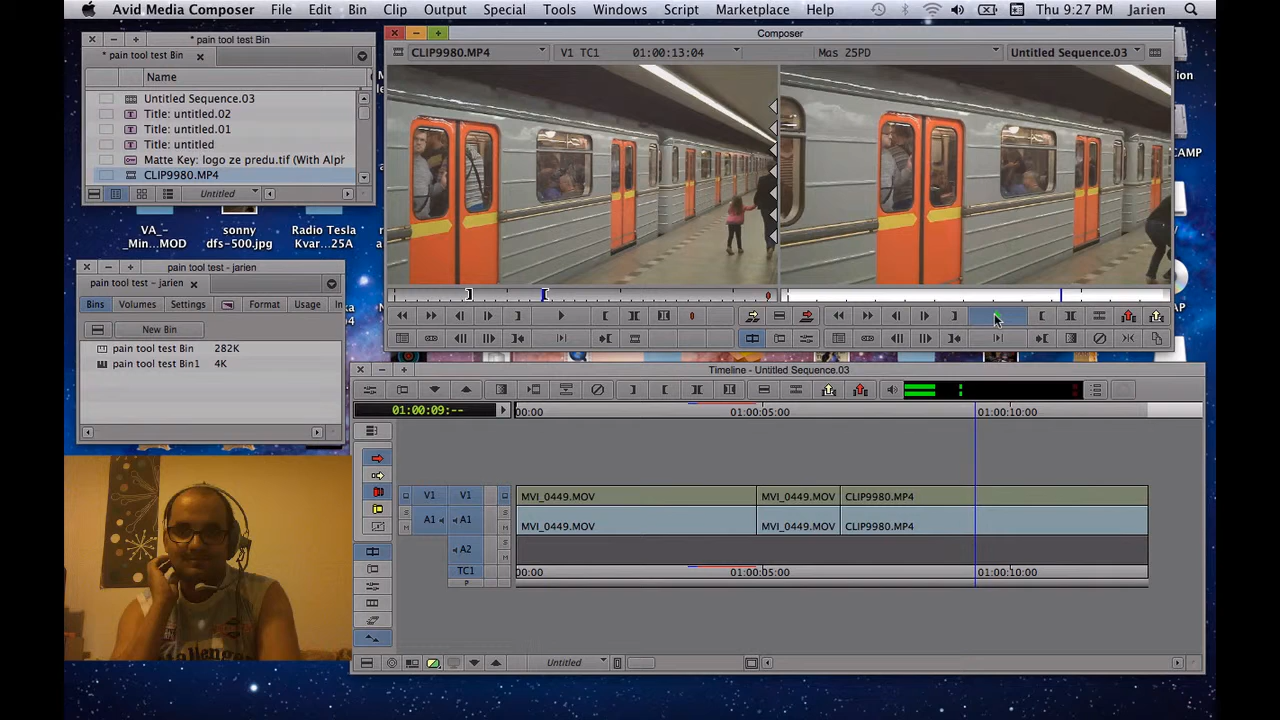 Avid Media Composer File Edit Bin Clip Output Special Tools Windows Script Marketplace Help Thu 9:27 PM Jarien
* pain tool test Bin
* pain tool test Bin
Name
Untitled Sequence.03
Title: untitled.02
Title: untitled.01
Title: untitled
Matte Key: logo ze predu.tif (With Alph
CLIP9980.MP4
Untitled
VA_
_Min...MOD
sonny
dfs-500.jpg
Radio Tesla
Kvar...25A
pain tool test - jarien
pain tool test - jarien
Bins Volumes Settings Format Usage In
New Bin
pain tool test Bin 282K
pain tool test Bin1 4K
Composer
CLIP9980.MP4 V1 TC1 01:00:13:04 Mas 25PD Untitled Sequence.03
CAMP
Timeline - Untitled Sequence.03
01:00:09:-- 00:00 01:00:05:00 01:00:10:00
V1 V1 MVI_0449.MOV MVI_0449.MOV CLIP9980.MP4
S
M
A1 A1 MVI_0449.MOV MVI_0449.MOV CLIP9980.MP4
S
M
A2
S
M
TC1 00:00 01:00:05:00 01:00:10:00
P
Untitled